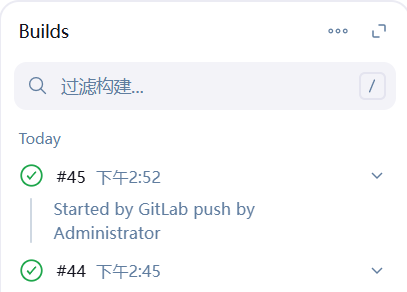 Builds
过滤构建...
/
Today
#45 下午2:52
Started by GitLab push by
Administrator
#44 下午2:45